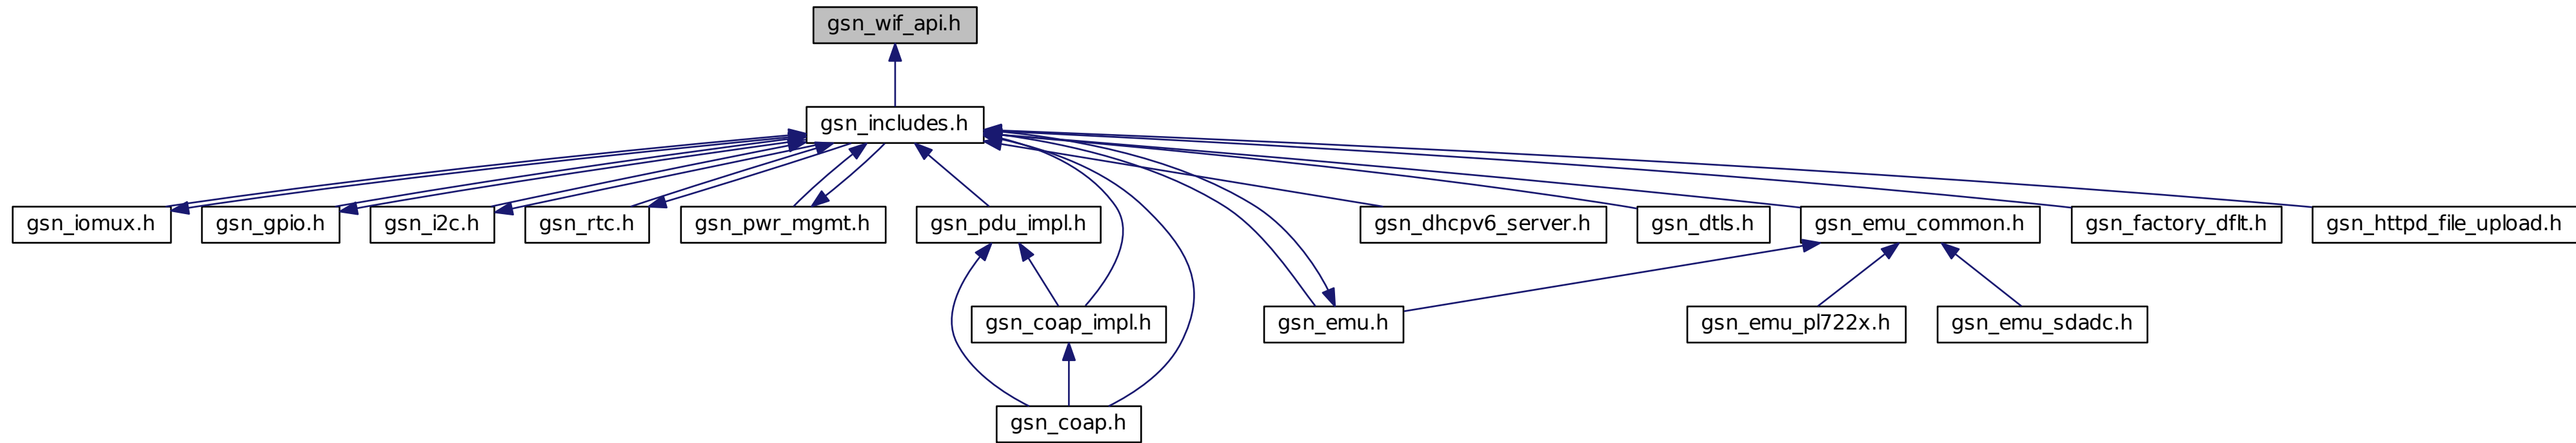 gsn_wif_api.h
gsn_includes.h
gsn_iomux.h
gsn_gpio.h
gsn_i2c.h
gsn_rtc.h
gsn_pwr_mgmt.h
gsn_pdu_impl.h
gsn_dhcpv6_server.h
gsn_dtls.h
gsn_emu_common.h
gsn_factory_dflt.h
gsn_httpd_file_upload.h
gsn_coap_impl.h
gsn_emu.h
gsn_emu_pl722x.h
gsn_emu_sdadc.h
gsn_coap.h